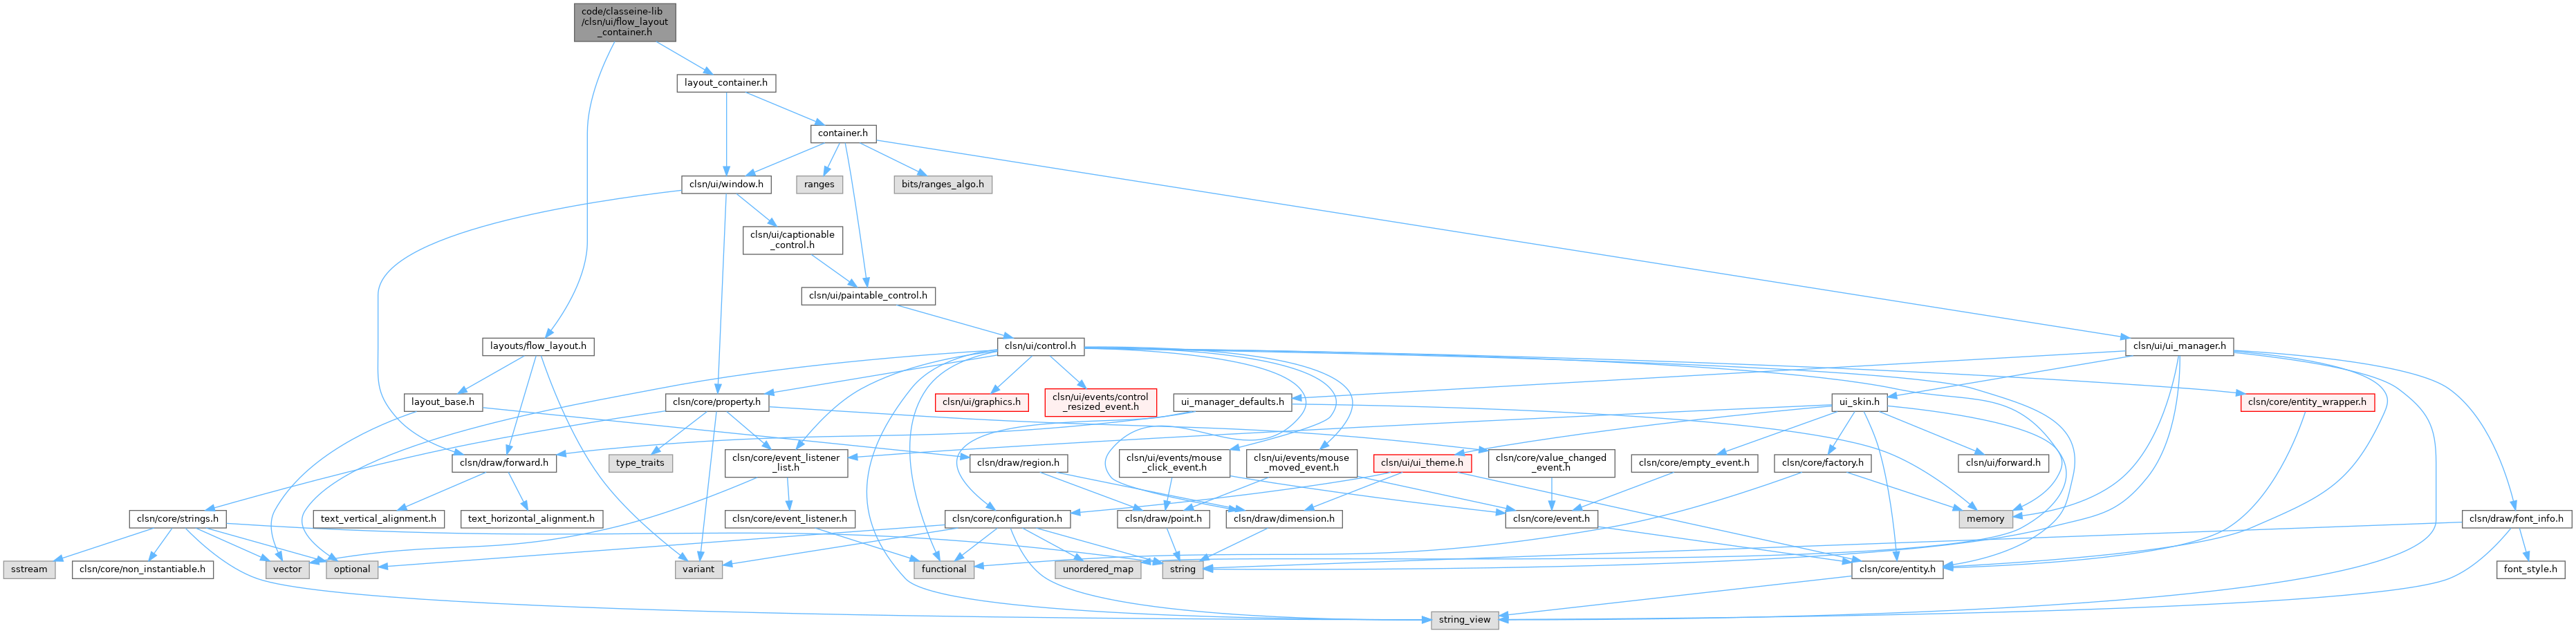 code/classeine-lib
/clsn/ui/flow_layout
_container.h
layout_container.h
container.h
clsn/ui/window.h
ranges
bits/ranges_algo.h
clsn/ui/captionable
_control.h
clsn/ui/paintable_control.h
layouts/flow_layout.h
clsn/ui/control.h
clsn/ui/ui_manager.h
layout_base.h
clsn/core/property.h
clsn/ui/graphics.h
clsn/ui/events/control
_resized_event.h
ui_manager_defaults.h
ui_skin.h
clsn/core/entity_wrapper.h
clsn/draw/forward.h
type_traits
clsn/core/event_listener
_list.h
clsn/draw/region.h
clsn/ui/events/mouse
_click_event.h
clsn/ui/events/mouse
_moved_event.h
clsn/ui/ui_theme.h
clsn/core/value_changed
_event.h
clsn/core/empty_event.h
clsn/core/factory.h
clsn/ui/forward.h
clsn/core/strings.h
text_vertical_alignment.h
text_horizontal_alignment.h
clsn/core/event_listener.h
clsn/core/configuration.h
clsn/draw/point.h
clsn/draw/dimension.h
clsn/core/event.h
memory
clsn/draw/font_info.h
sstream
clsn/core/non_instantiable.h
vector
optional
variant
functional
unordered_map
string
clsn/core/entity.h
font_style.h
string_view